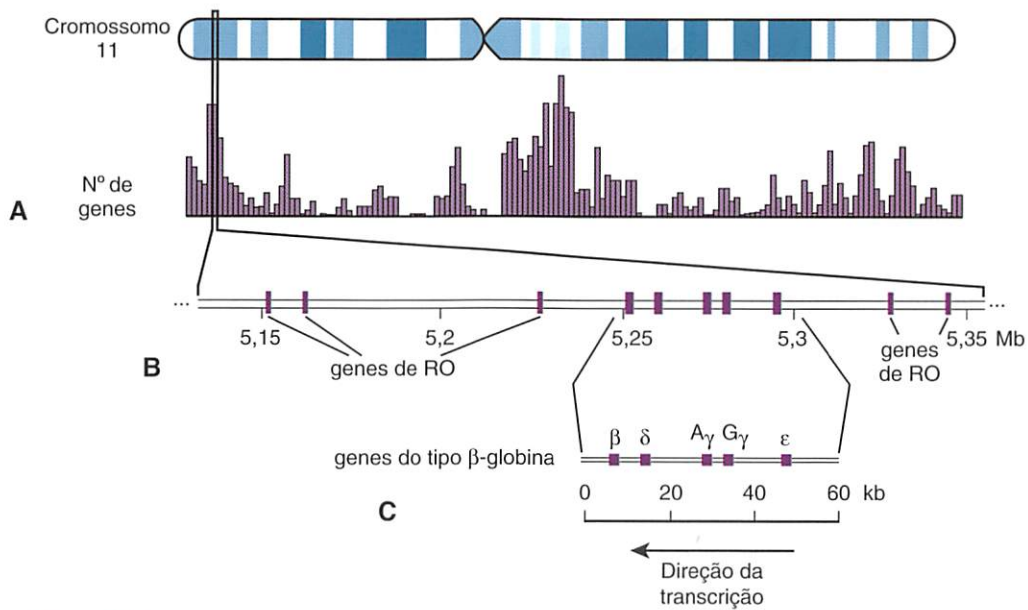 Cromossomo
11
Nº de
genes
A
... ...
5,15 5,2 5,25 5,3 5,35 Mb
genes de RO
genes
de RO
B
β δ Aγ Gγ ε
genes do tipo β-globina
0 20 40 60 kb
C
Direção da
transcrição